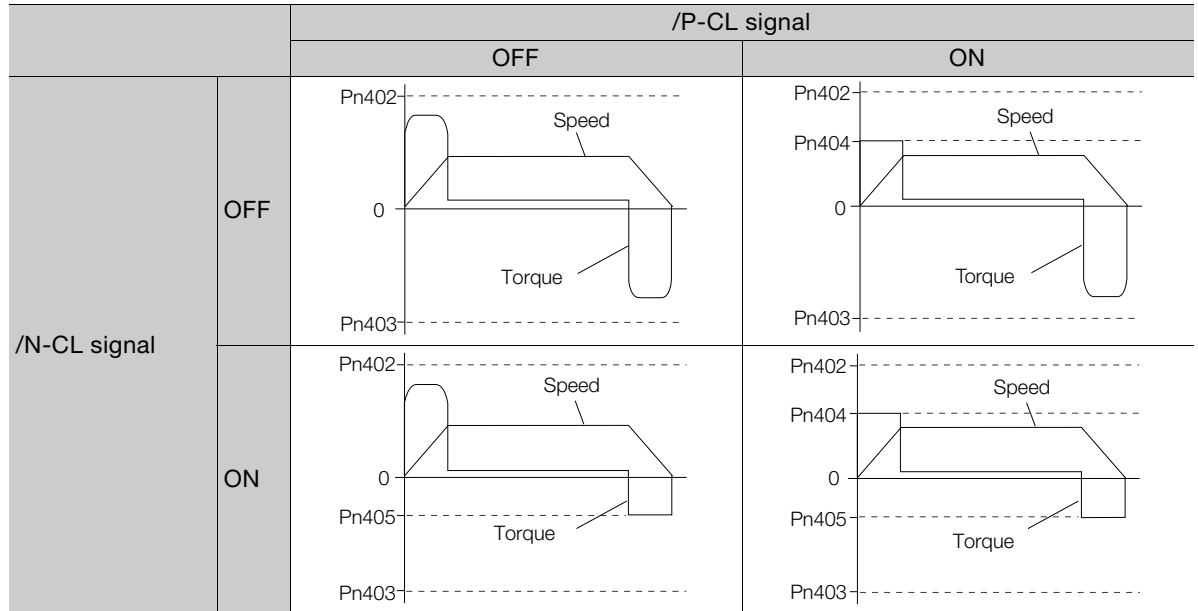 /P-CL signal
OFF
ON
/N-CL signal
OFF
Pn402
Speed
0
Torque
Pn403
Pn402
Speed
Pn404
0
Torque
Pn403
ON
Pn402
Speed
0
Pn405
Torque
Pn403
Pn402
Speed
Pn404
0
Pn405
Torque
Pn403